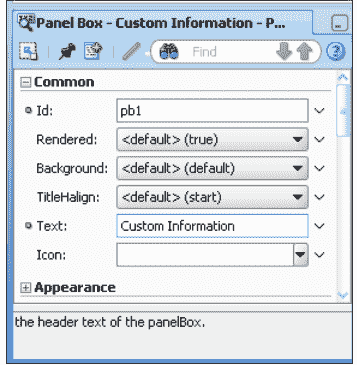 Panel Box - Custom Information - P...
Find
Common
Id: pb1
Rendered: <default> (true)
Background: <default> (default)
TitleHalign: <default> (start)
Text: Custom Information
Icon:
Appearance
the header text of the panelBox.